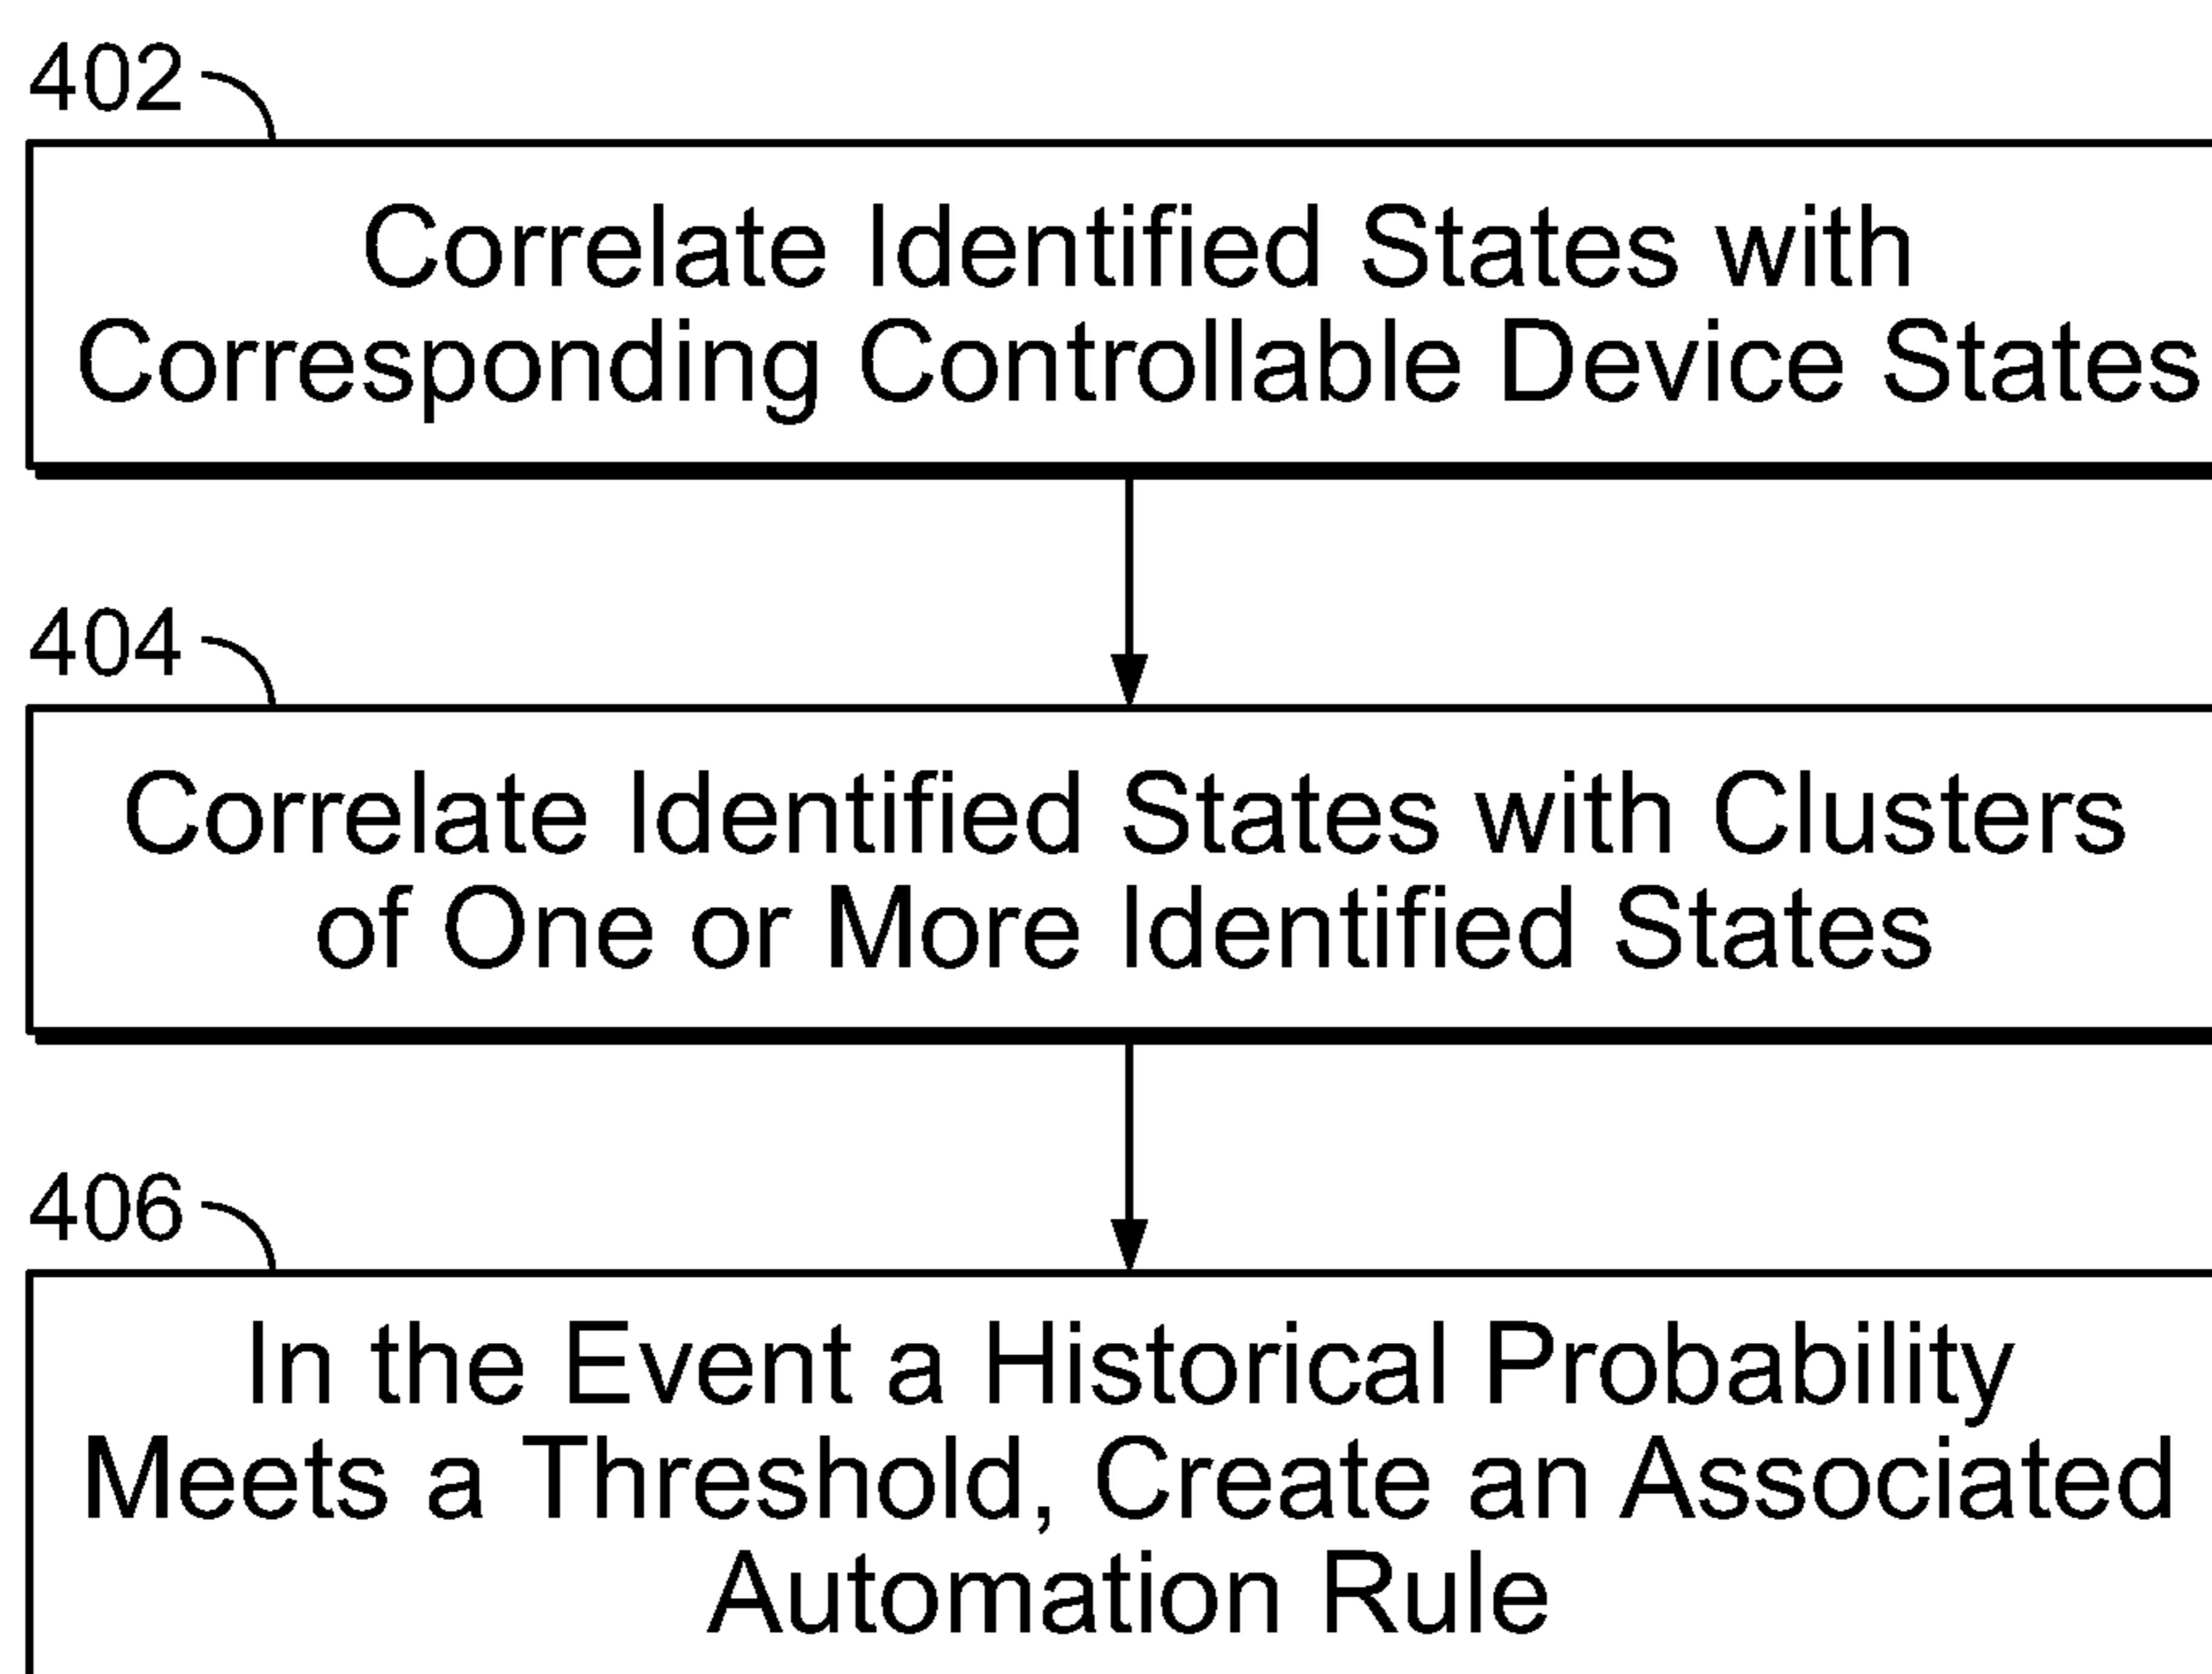 402
Correlate Identified States with
Corresponding Controllable Device States
404
Correlate Identified States with Clusters
of One or More Identified States
406
In the Event a Historical Probability
Meets a Threshold, Create an Associated
Automation Rule